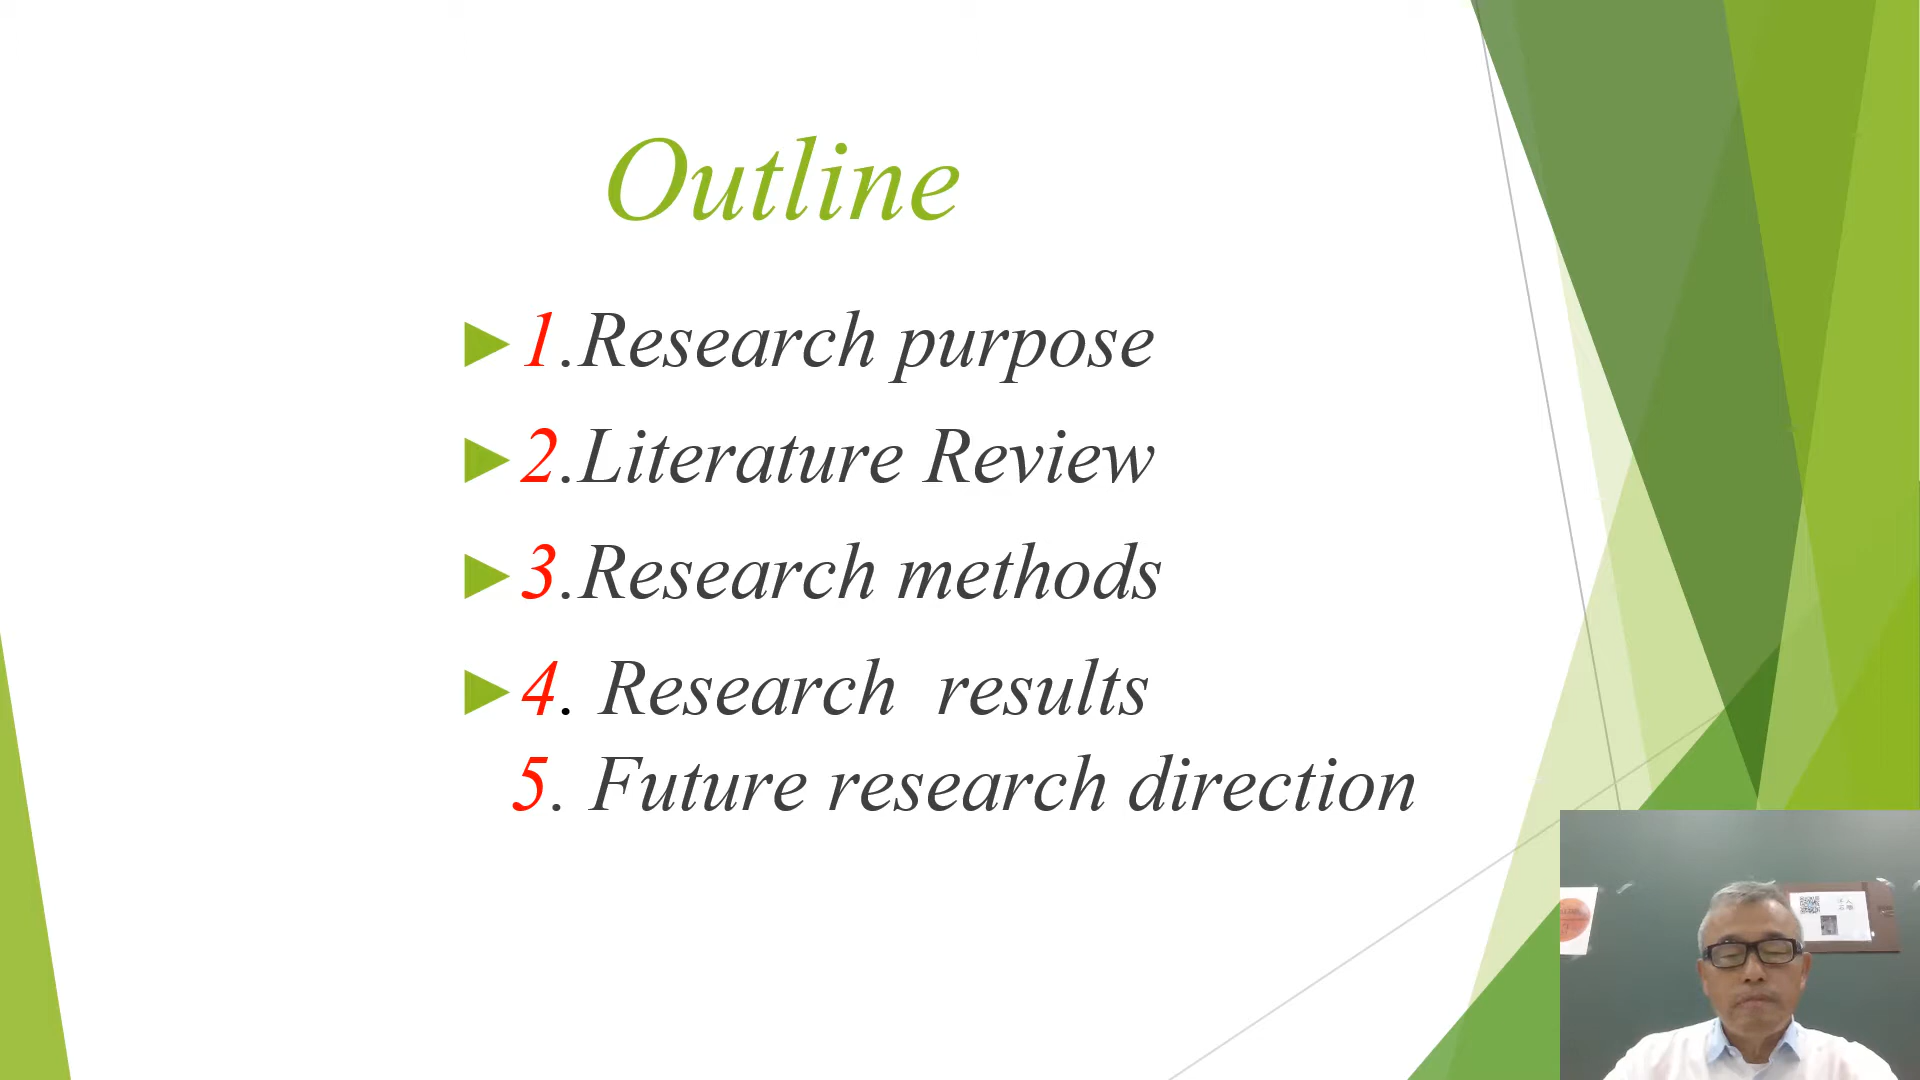 Outline
1.Research purpose
2.Literature Review
3.Research methods
4. Research results
5. Future research direction